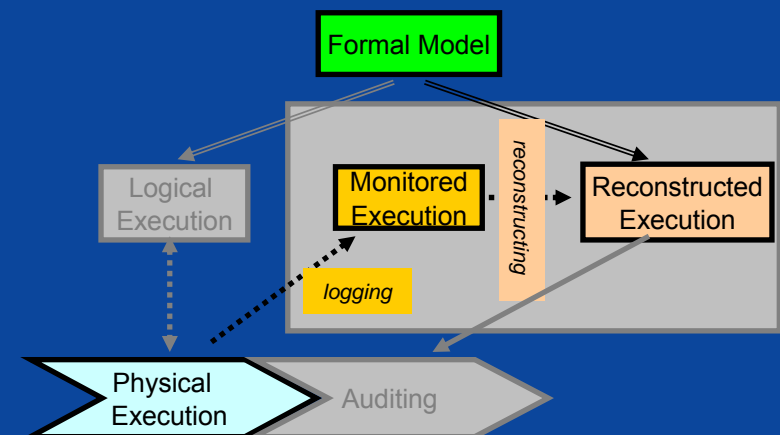 Formal Model
Logical
Execution
Monitored
Execution
reconstructing
Reconstructed
Execution
logging
Physical
Execution
Auditing